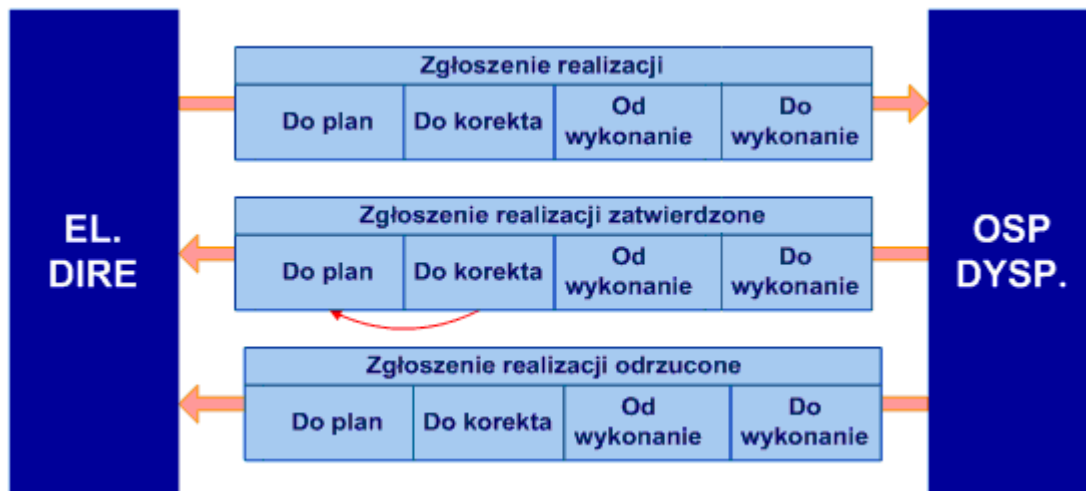 EL.
DIRE
Zgłoszenie realizacji
Do plan
Do korekta
Od
wykonanie
Do
wykonanie
Zgłoszenie realizacji zatwierdzone
Do plan
Do korekta
Od
wykonanie
Do
wykonanie
Zgłoszenie realizacji odrzucone
Do plan
Do korekta
Od
wykonanie
Do
wykonanie
OSP
DYSP.